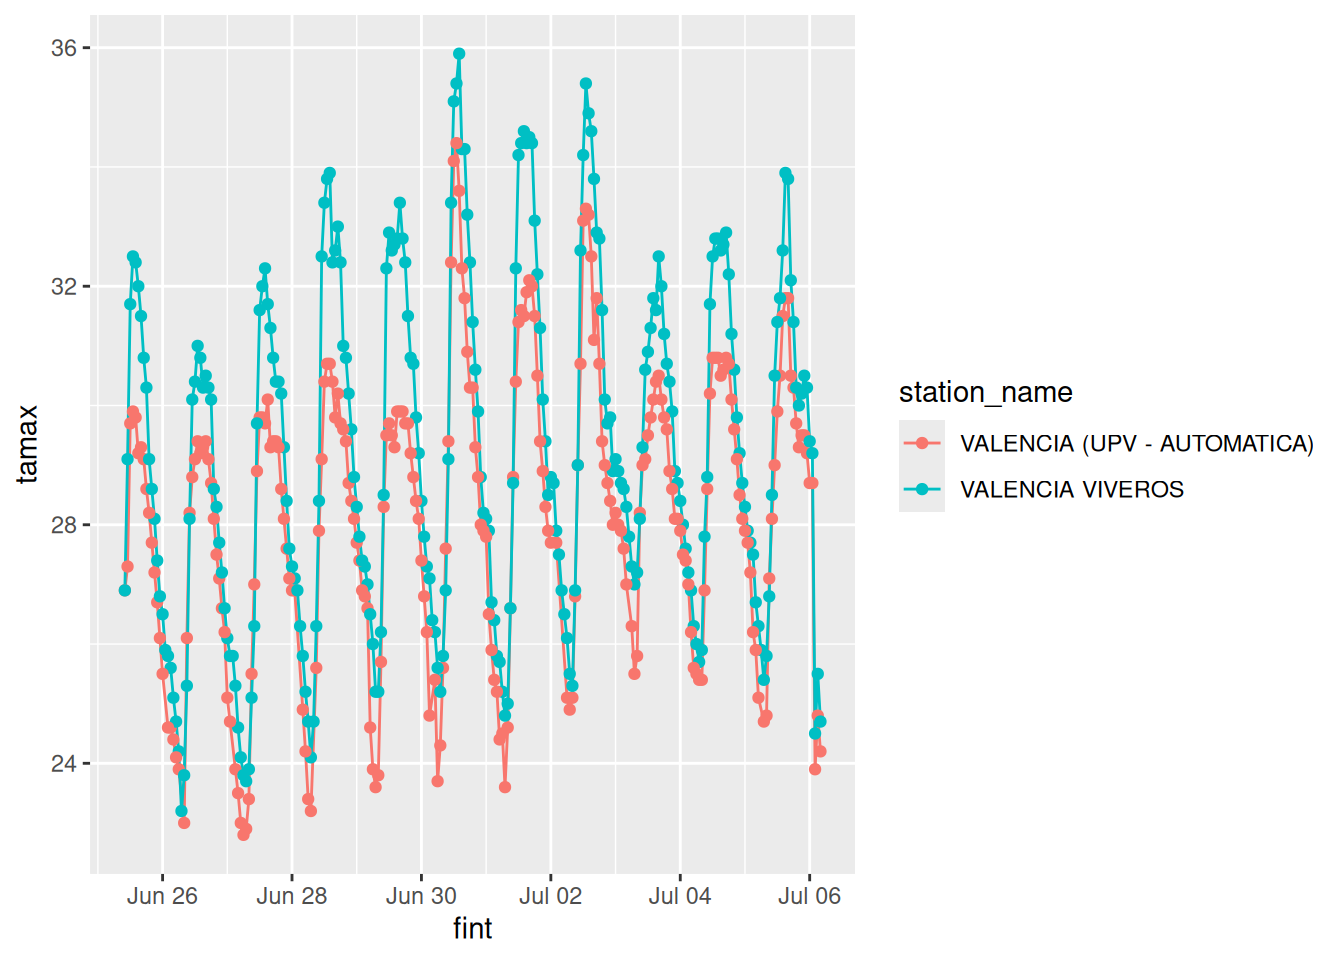 36
32
28
24
tamax
Jun 26
Jun 28
Jun 30
Jul 02
Jul 04
Jul 06
fint
station_name
VALENCIA (UPV - AUTOMATICA)
VALENCIA VIVEROS